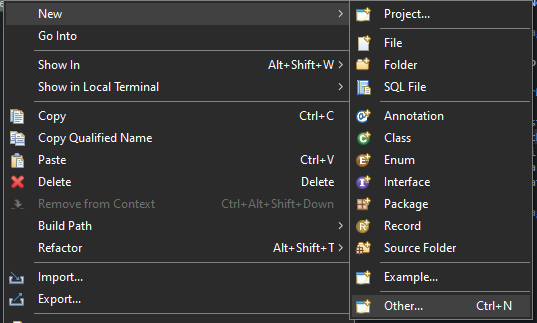 New
Go Into
Show In Alt+Shift+W
Show in Local Terminal
Copy Ctrl+C
Copy Qualified Name
Paste Ctrl+V
Delete Delete
Remove from Context Ctrl+Alt+Shift+Down
Build Path
Refactor Alt+Shift+T
Import...
Export...
Project...
File
Folder
SQL File
Annotation
Class
Enum
Interface
Package
Record
Source Folder
Example...
Other... Ctrl+N